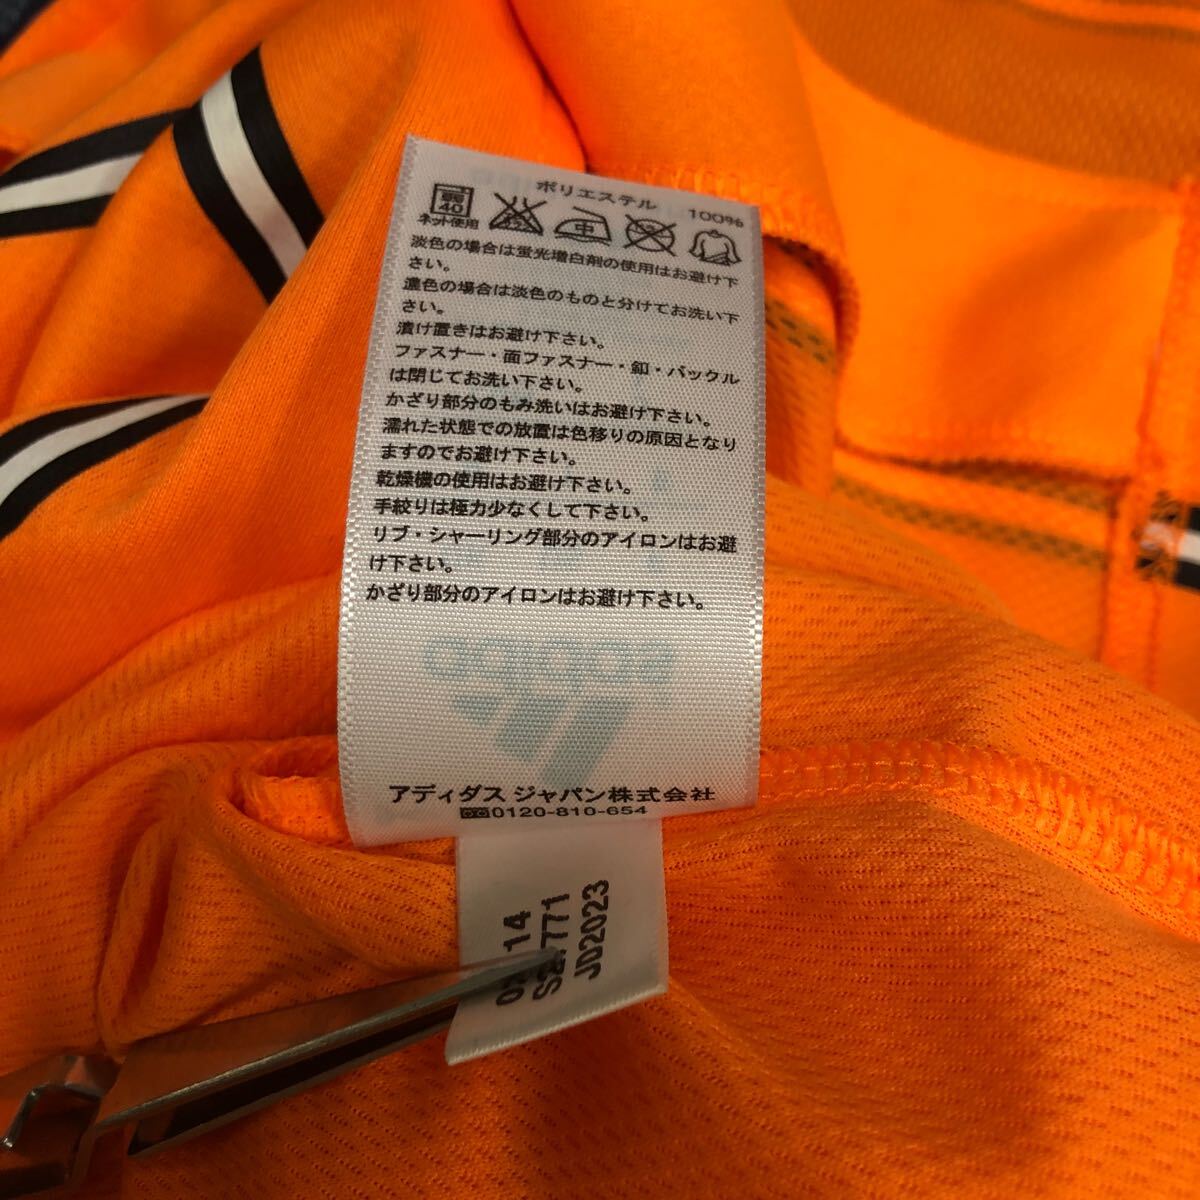 ポリエステル 100%
弱 40 中
ネット使用
淡色の場合は蛍光増白剤の使用はお避け下
さい。
濃色の場合は淡色のものと分けてお洗い下
さい。
漬け置きはお避け下さい。
ファスナー・面ファスナー・釦・バックル
は閉じてお洗い下さい。
かざり部分のもみ洗いはお避け下さい。
濡れた状態での放置は色移りの原因となり
ますのでお避け下さい。
乾燥機の使用はお避け下さい。
手絞りは極力少なくして下さい。
リブ・シャーリング部分のアイロンはお避
け下さい。
かざり部分のアイロンはお避け下さい。
adidas
アディダス ジャパン株式会社
0120-810-654
JD2023